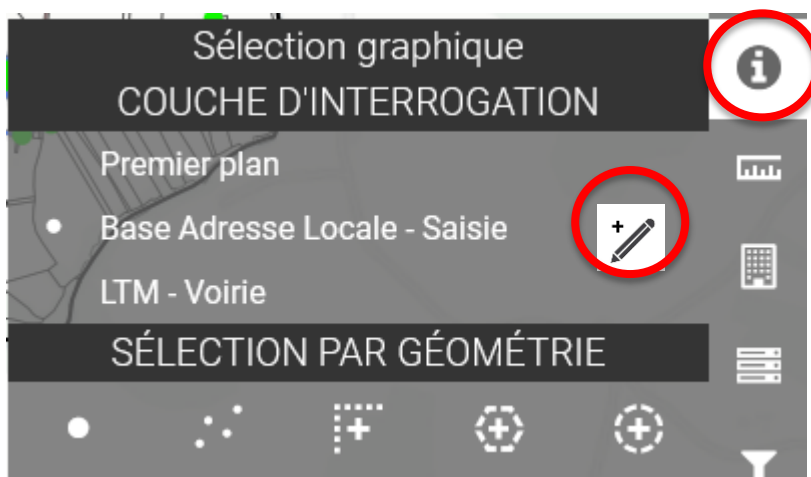 Sélection graphique
COUCHE D'INTERROGATION
Premier plan
Base Adresse Locale - Saisie
LTM - Voirie
SÉLECTION PAR GÉOMÉTRIE